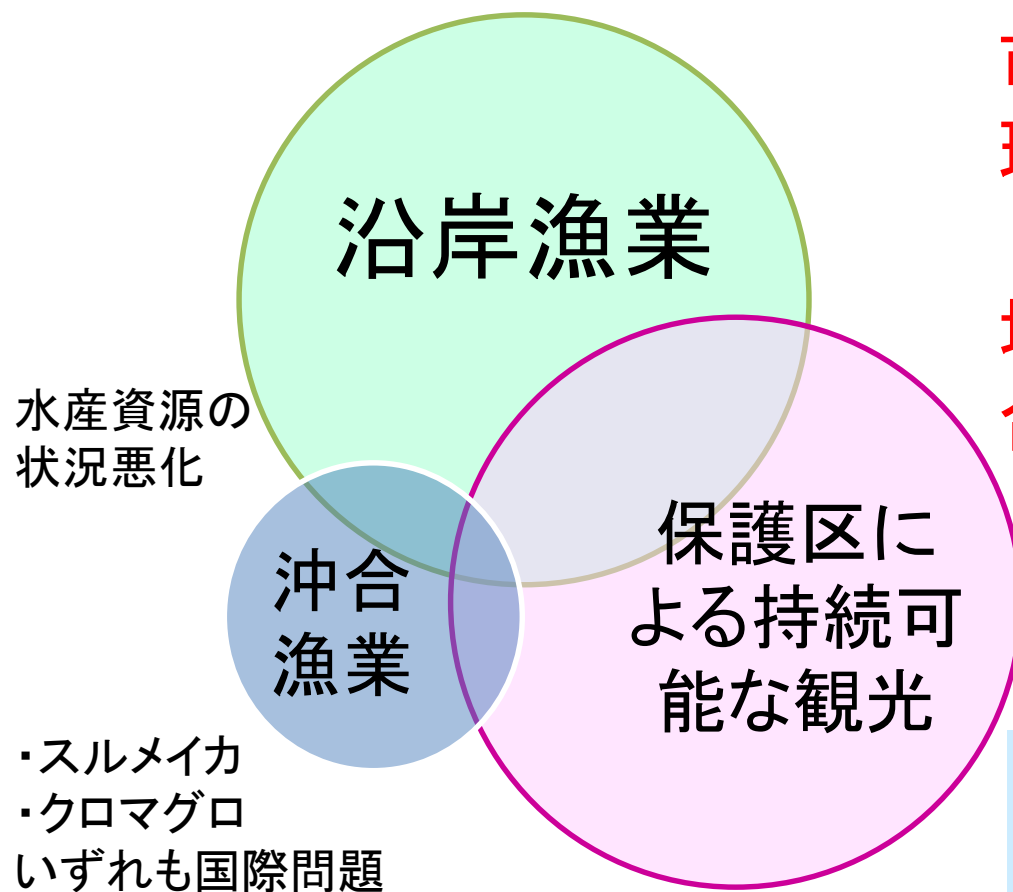 沿岸漁業
水産資源の
状況悪化
沖合
漁業
保護区に
よる持続可
能な観光
・スルメイカ
・クロマグロ
いずれも国際問題